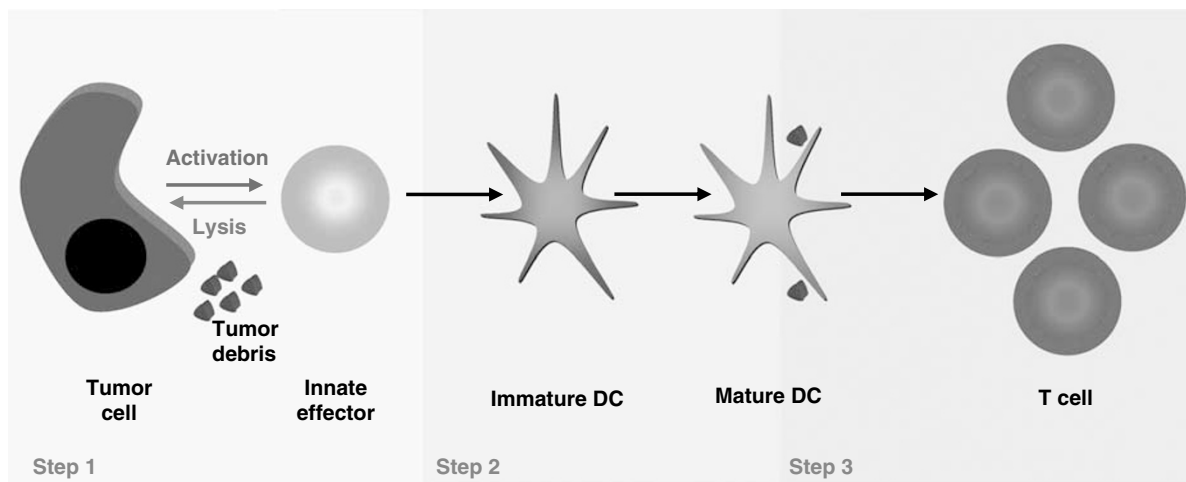 Activation
Lysis
Tumor
debris
Tumor
cell
Innate
effector
Immature DC
Mature DC
T cell
Step 1
Step 2
Step 3